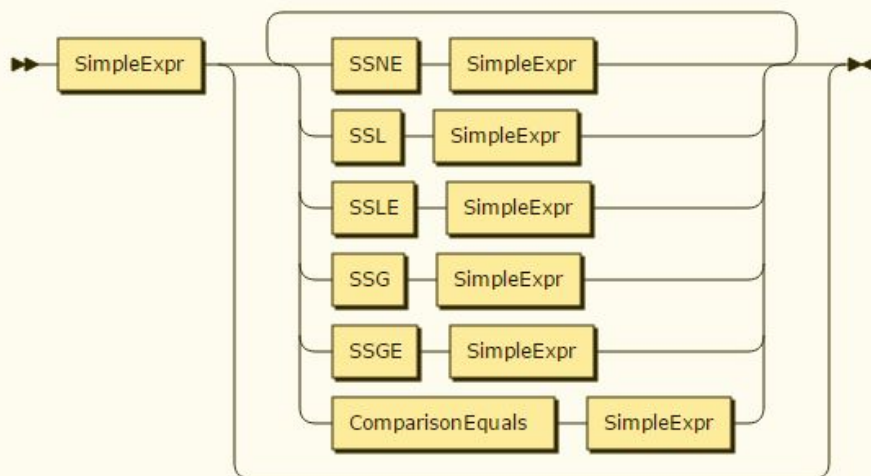 SimpleExpr SSNE SimpleExpr
SSL SimpleExpr
SSLE SimpleExpr
SSG SimpleExpr
SSGE SimpleExpr
ComparisonEquals SimpleExpr